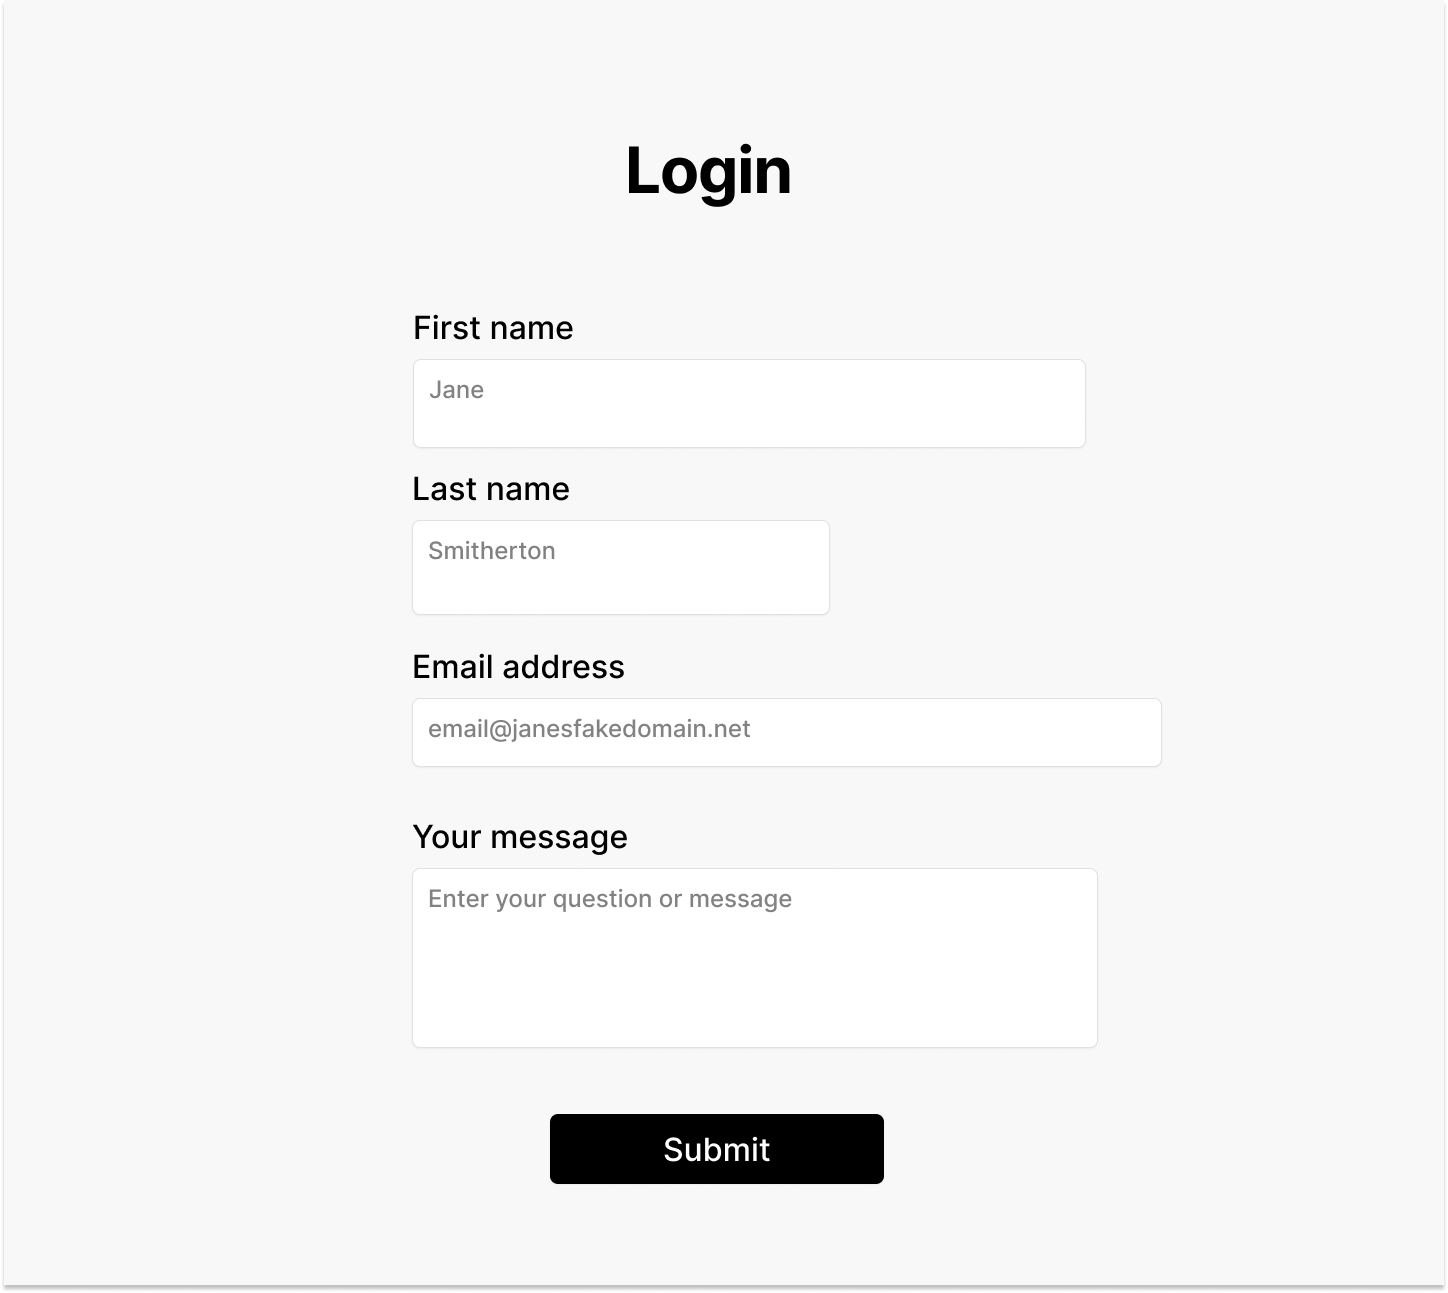 Login
First name
Jane
Last name
Smitherton
Email address
email@janesfakedomain.net
Your message
Enter your question or message
Submit